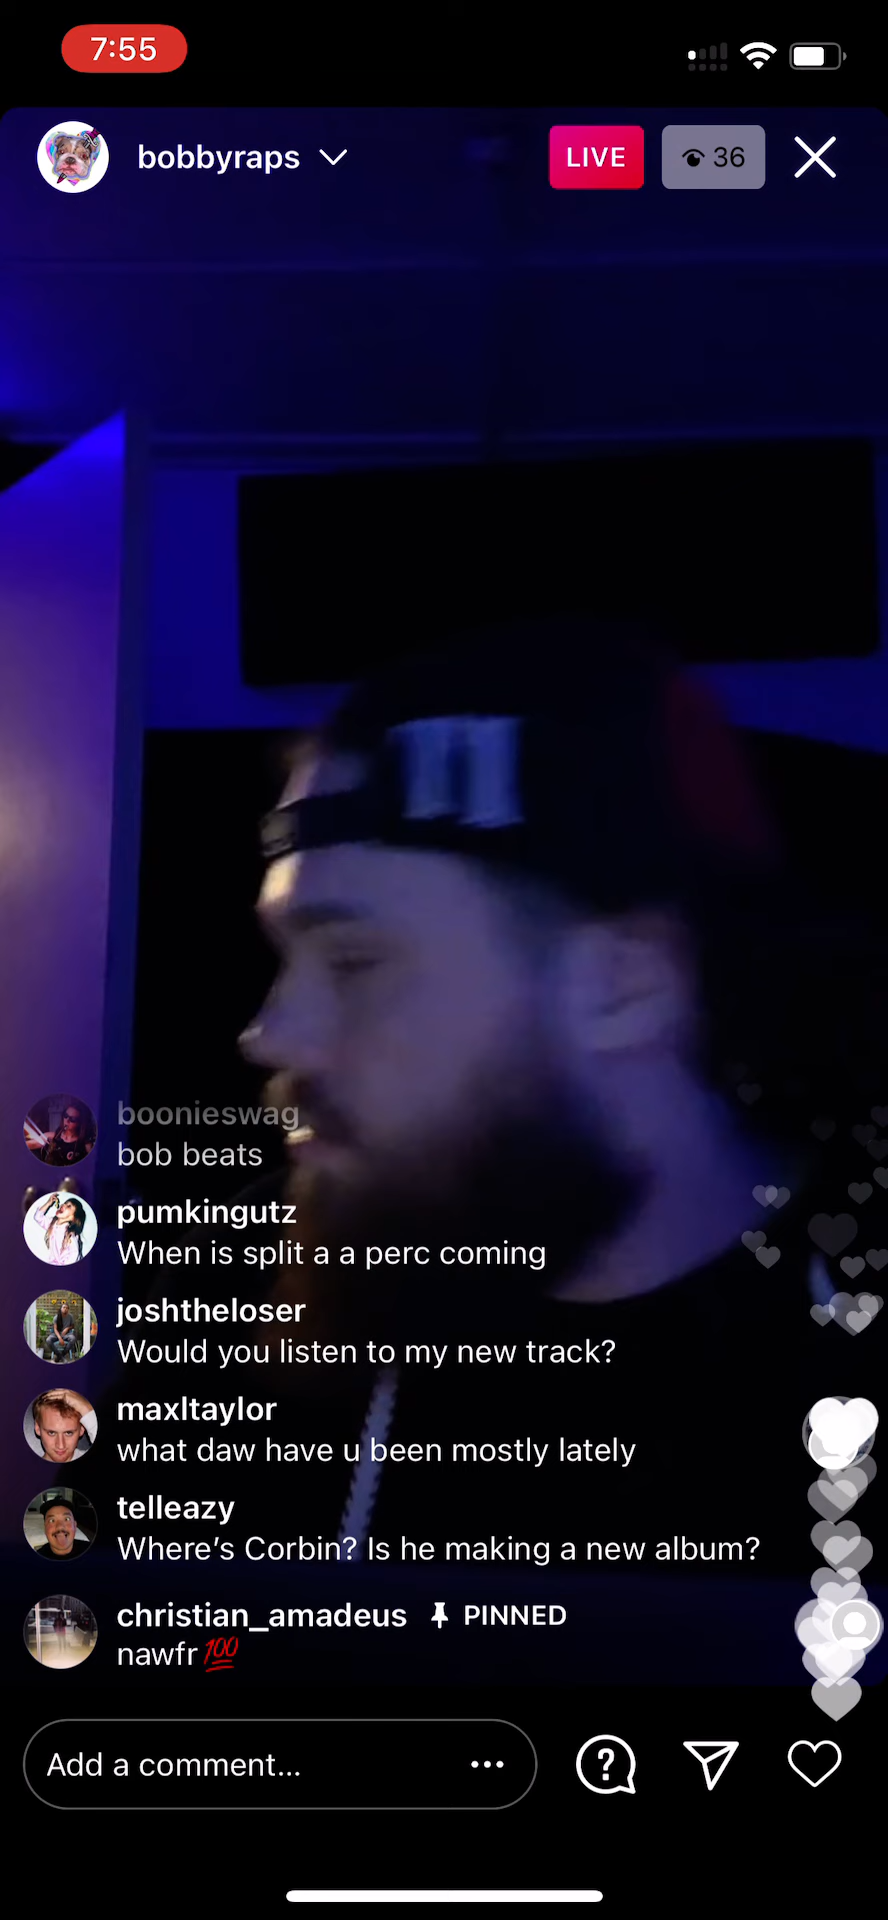 7:55
bobbyraps
LIVE
36
boonieswag
bob beats
pumkingutz
When is split a a perc coming
joshtheloser
Would you listen to my new track?
maxltaylor
what daw have u been mostly lately
telleazy
Where’s Corbin? Is he making a new album?
christian_amadeus PINNED
nawfr 💯
Add a comment...